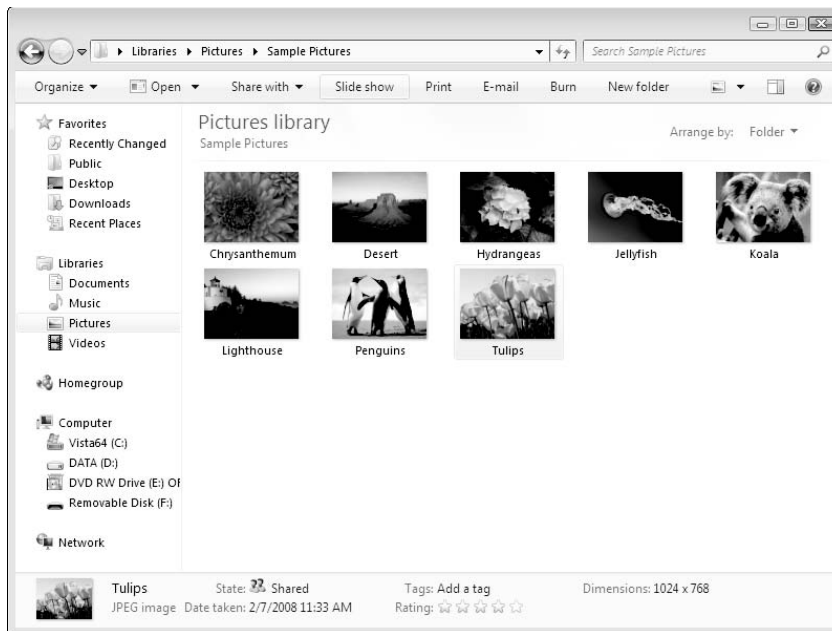 Libraries Pictures Sample Pictures Search Sample Pictures
Organize Open Share with Slide show Print E-mail Burn New folder
Favorites
Recently Changed
Public
Desktop
Downloads
Recent Places
Libraries
Documents
Music
Pictures
Videos
Homegroup
Computer
Vista64 (C:)
DATA (D:)
DVD RW Drive (E:) OF
Removable Disk (F:)
Network
Pictures library
Sample Pictures
Arrange by: Folder
Chrysanthemum Desert Hydrangeas Jellyfish Koala
Lighthouse Penguins Tulips
Tulips State: Shared Tags: Add a tag Dimensions: 1024 x 768
JPEG image Date taken: 2/7/2008 11:33 AM Rating: